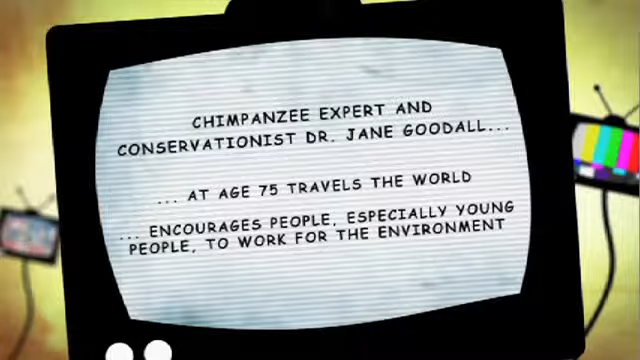 CHIMPANZEE EXPERT AND
CONSERVATIONIST DR. JANE GOODALL...
... AT AGE 75 TRAVELS THE WORLD
... ENCOURAGES PEOPLE, ESPECIALLY YOUNG
PEOPLE, TO WORK FOR THE ENVIRONMENT